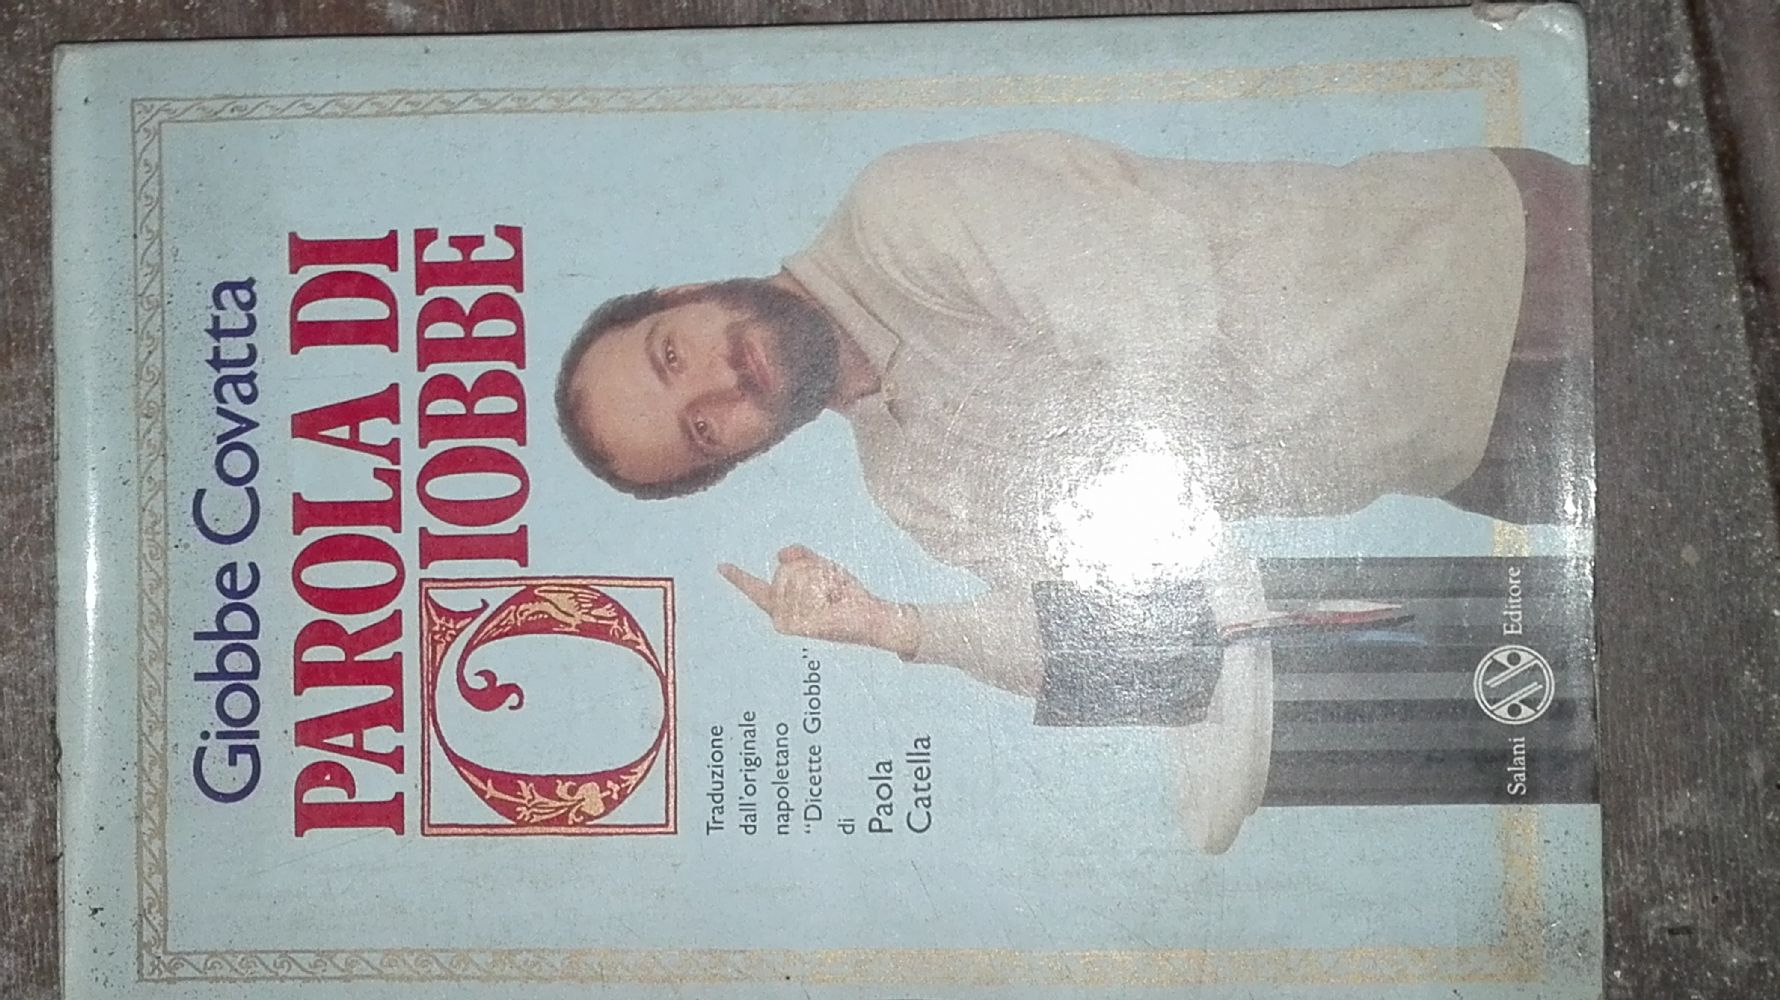 Giobbe Covatta
PAROLA DI
GIOBBE
Traduzione
dall'originale
napoletano
"Dicette Giobbe"
di
Paola
Catella
Salani Editore